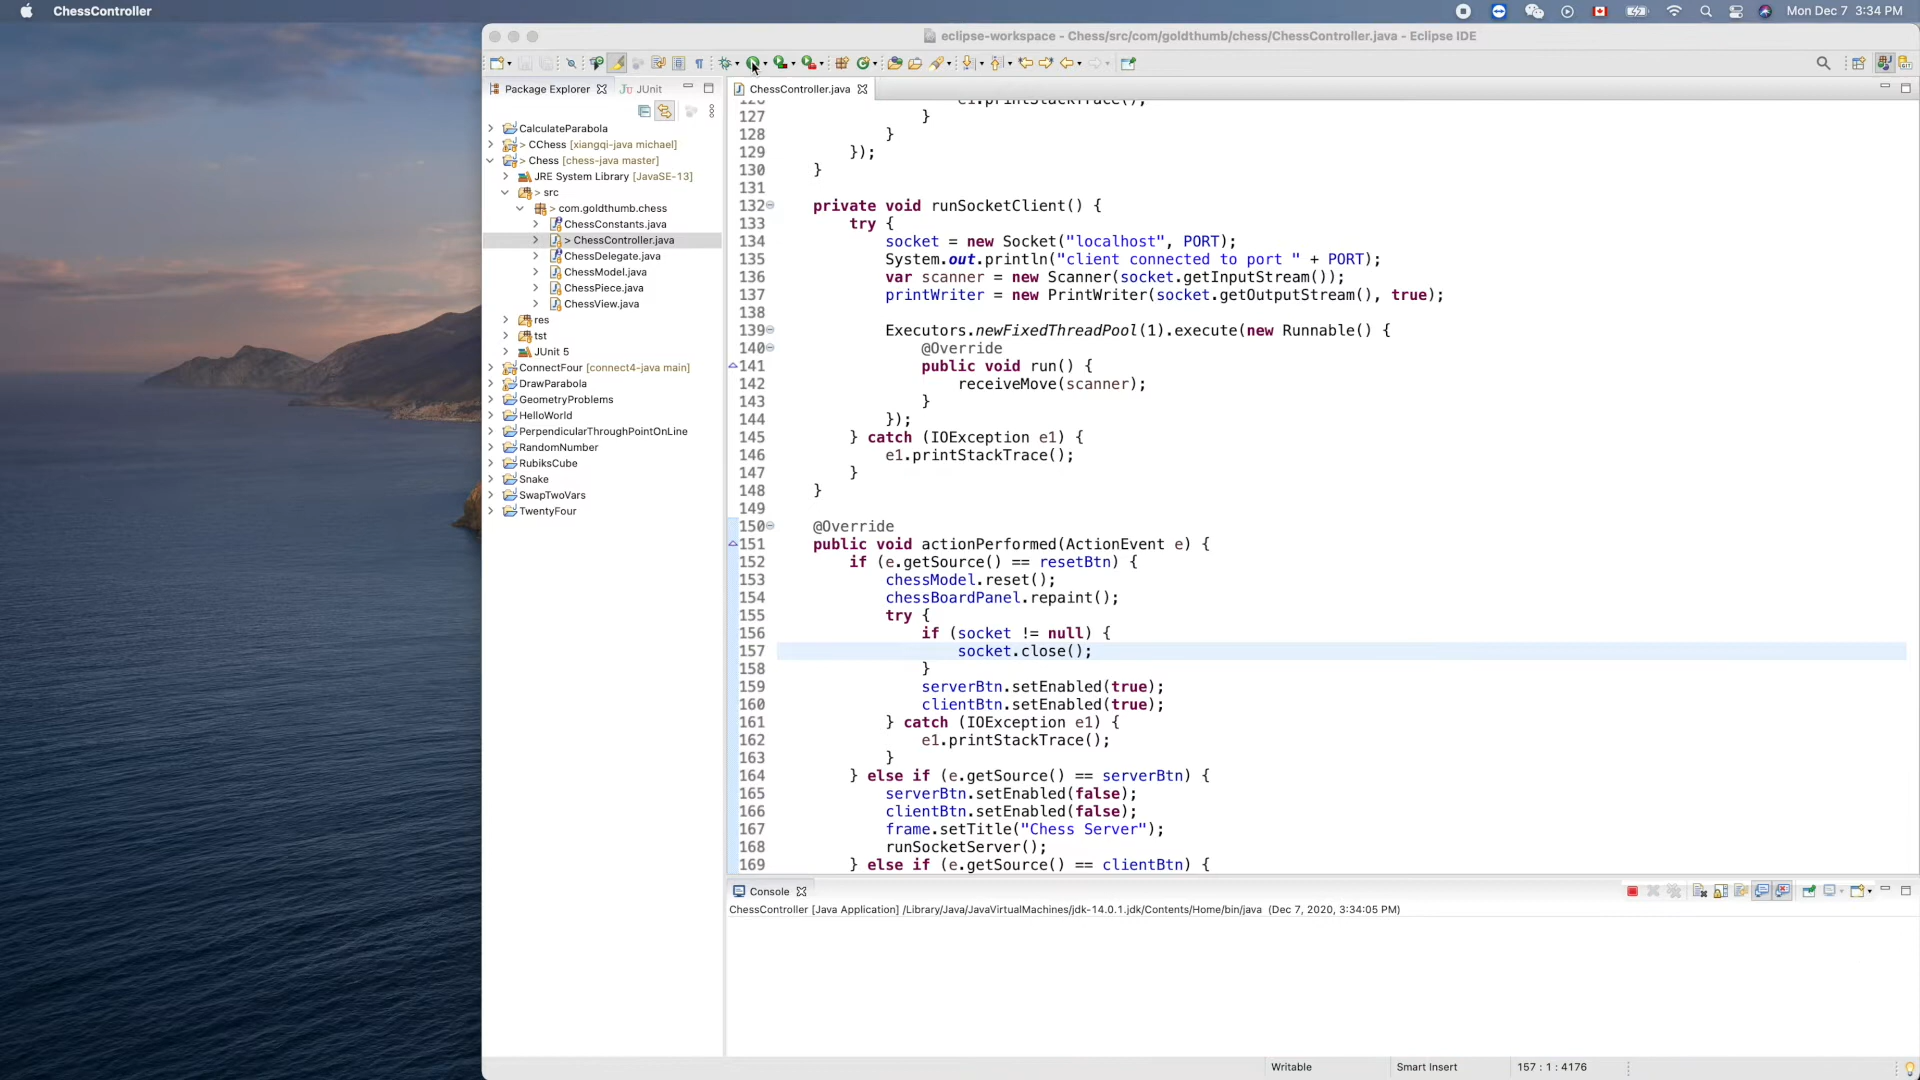 ChessController
Mon Dec 7 3:34 PM
eclipse-workspace - Chess/src/com/goldthumb/chess/ChessController.java - Eclipse IDE
Package Explorer
JUnit
ChessController.java
CalculateParabola
> CChess [xiangqi-java michael]
> Chess [chess-java master]
JRE System Library [JavaSE-13]
> src
> com.goldthumb.chess
ChessConstants.java
> ChessController.java
ChessDelegate.java
ChessModel.java
ChessPiece.java
ChessView.java
res
tst
JUnit 5
ConnectFour [connect4-java main]
DrawParabola
GeometryProblems
HelloWorld
PerpendicularThroughPointOnLine
RandomNumber
RubiksCube
Snake
SwapTwoVars
TwentyFour
126 e1.printStackTrace();
127 }
128 }
129 });
130 }
131
132 private void runSocketClient() {
133 try {
134 socket = new Socket("localhost", PORT);
135 System.out.println("client connected to port " + PORT);
136 var scanner = new Scanner(socket.getInputStream());
137 printWriter = new PrintWriter(socket.getOutputStream(), true);
138
139 Executors.newFixedThreadPool(1).execute(new Runnable() {
140 @Override
141 public void run() {
142 receiveMove(scanner);
143 }
144 });
145 } catch (IOException e1) {
146 e1.printStackTrace();
147 }
148 }
149
150 @Override
151 public void actionPerformed(ActionEvent e) {
152 if (e.getSource() == resetBtn) {
153 chessModel.reset();
154 chessBoardPanel.repaint();
155 try {
156 if (socket != null) {
157 socket.close();
158 }
159 serverBtn.setEnabled(true);
160 clientBtn.setEnabled(true);
161 } catch (IOException e1) {
162 e1.printStackTrace();
163 }
164 } else if (e.getSource() == serverBtn) {
165 serverBtn.setEnabled(false);
166 clientBtn.setEnabled(false);
167 frame.setTitle("Chess Server");
168 runSocketServer();
169 } else if (e.getSource() == clientBtn) {
Console
ChessController [Java Application] /Library/Java/JavaVirtualMachines/jdk-14.0.1.jdk/Contents/Home/bin/java (Dec 7, 2020, 3:34:05 PM)
Writable
Smart Insert
157 : 1 : 4176